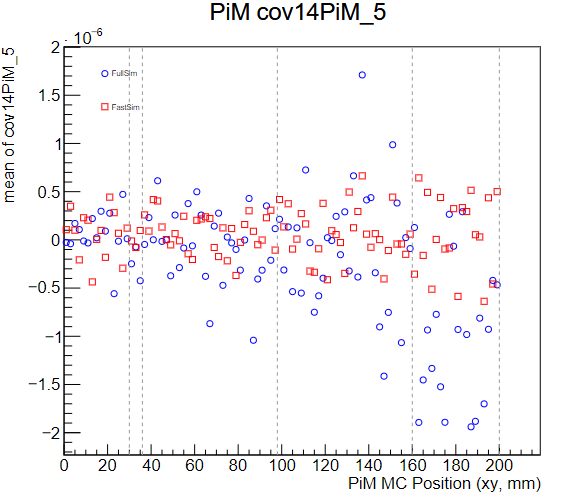 PiM cov14PiM_5
×10⁻⁶
mean of cov14PiM_5
2
1.5
1
0.5
0
−0.5
−1
−1.5
−2
FullSim
FastSim
0 20 40 60 80 100 120 140 160 180 200
PiM MC Position (xy, mm)